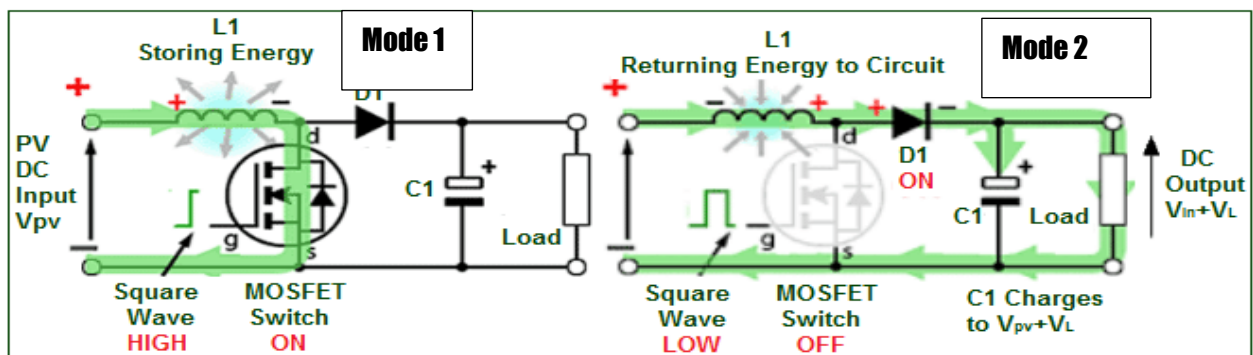 L1
Storing Energy
Mode 1
+
+
−
D1
PV
DC
Input
Vpv
d
g
s
C1
+
Load
−
Square
Wave
HIGH
MOSFET
Switch
ON
L1
Returning Energy to Circuit
Mode 2
+
−
+
+
−
D1
ON
d
g
s
C1
+
Load
DC
Output
Vin+VL
−
Square
Wave
LOW
MOSFET
Switch
OFF
C1 Charges
to Vpv+VL